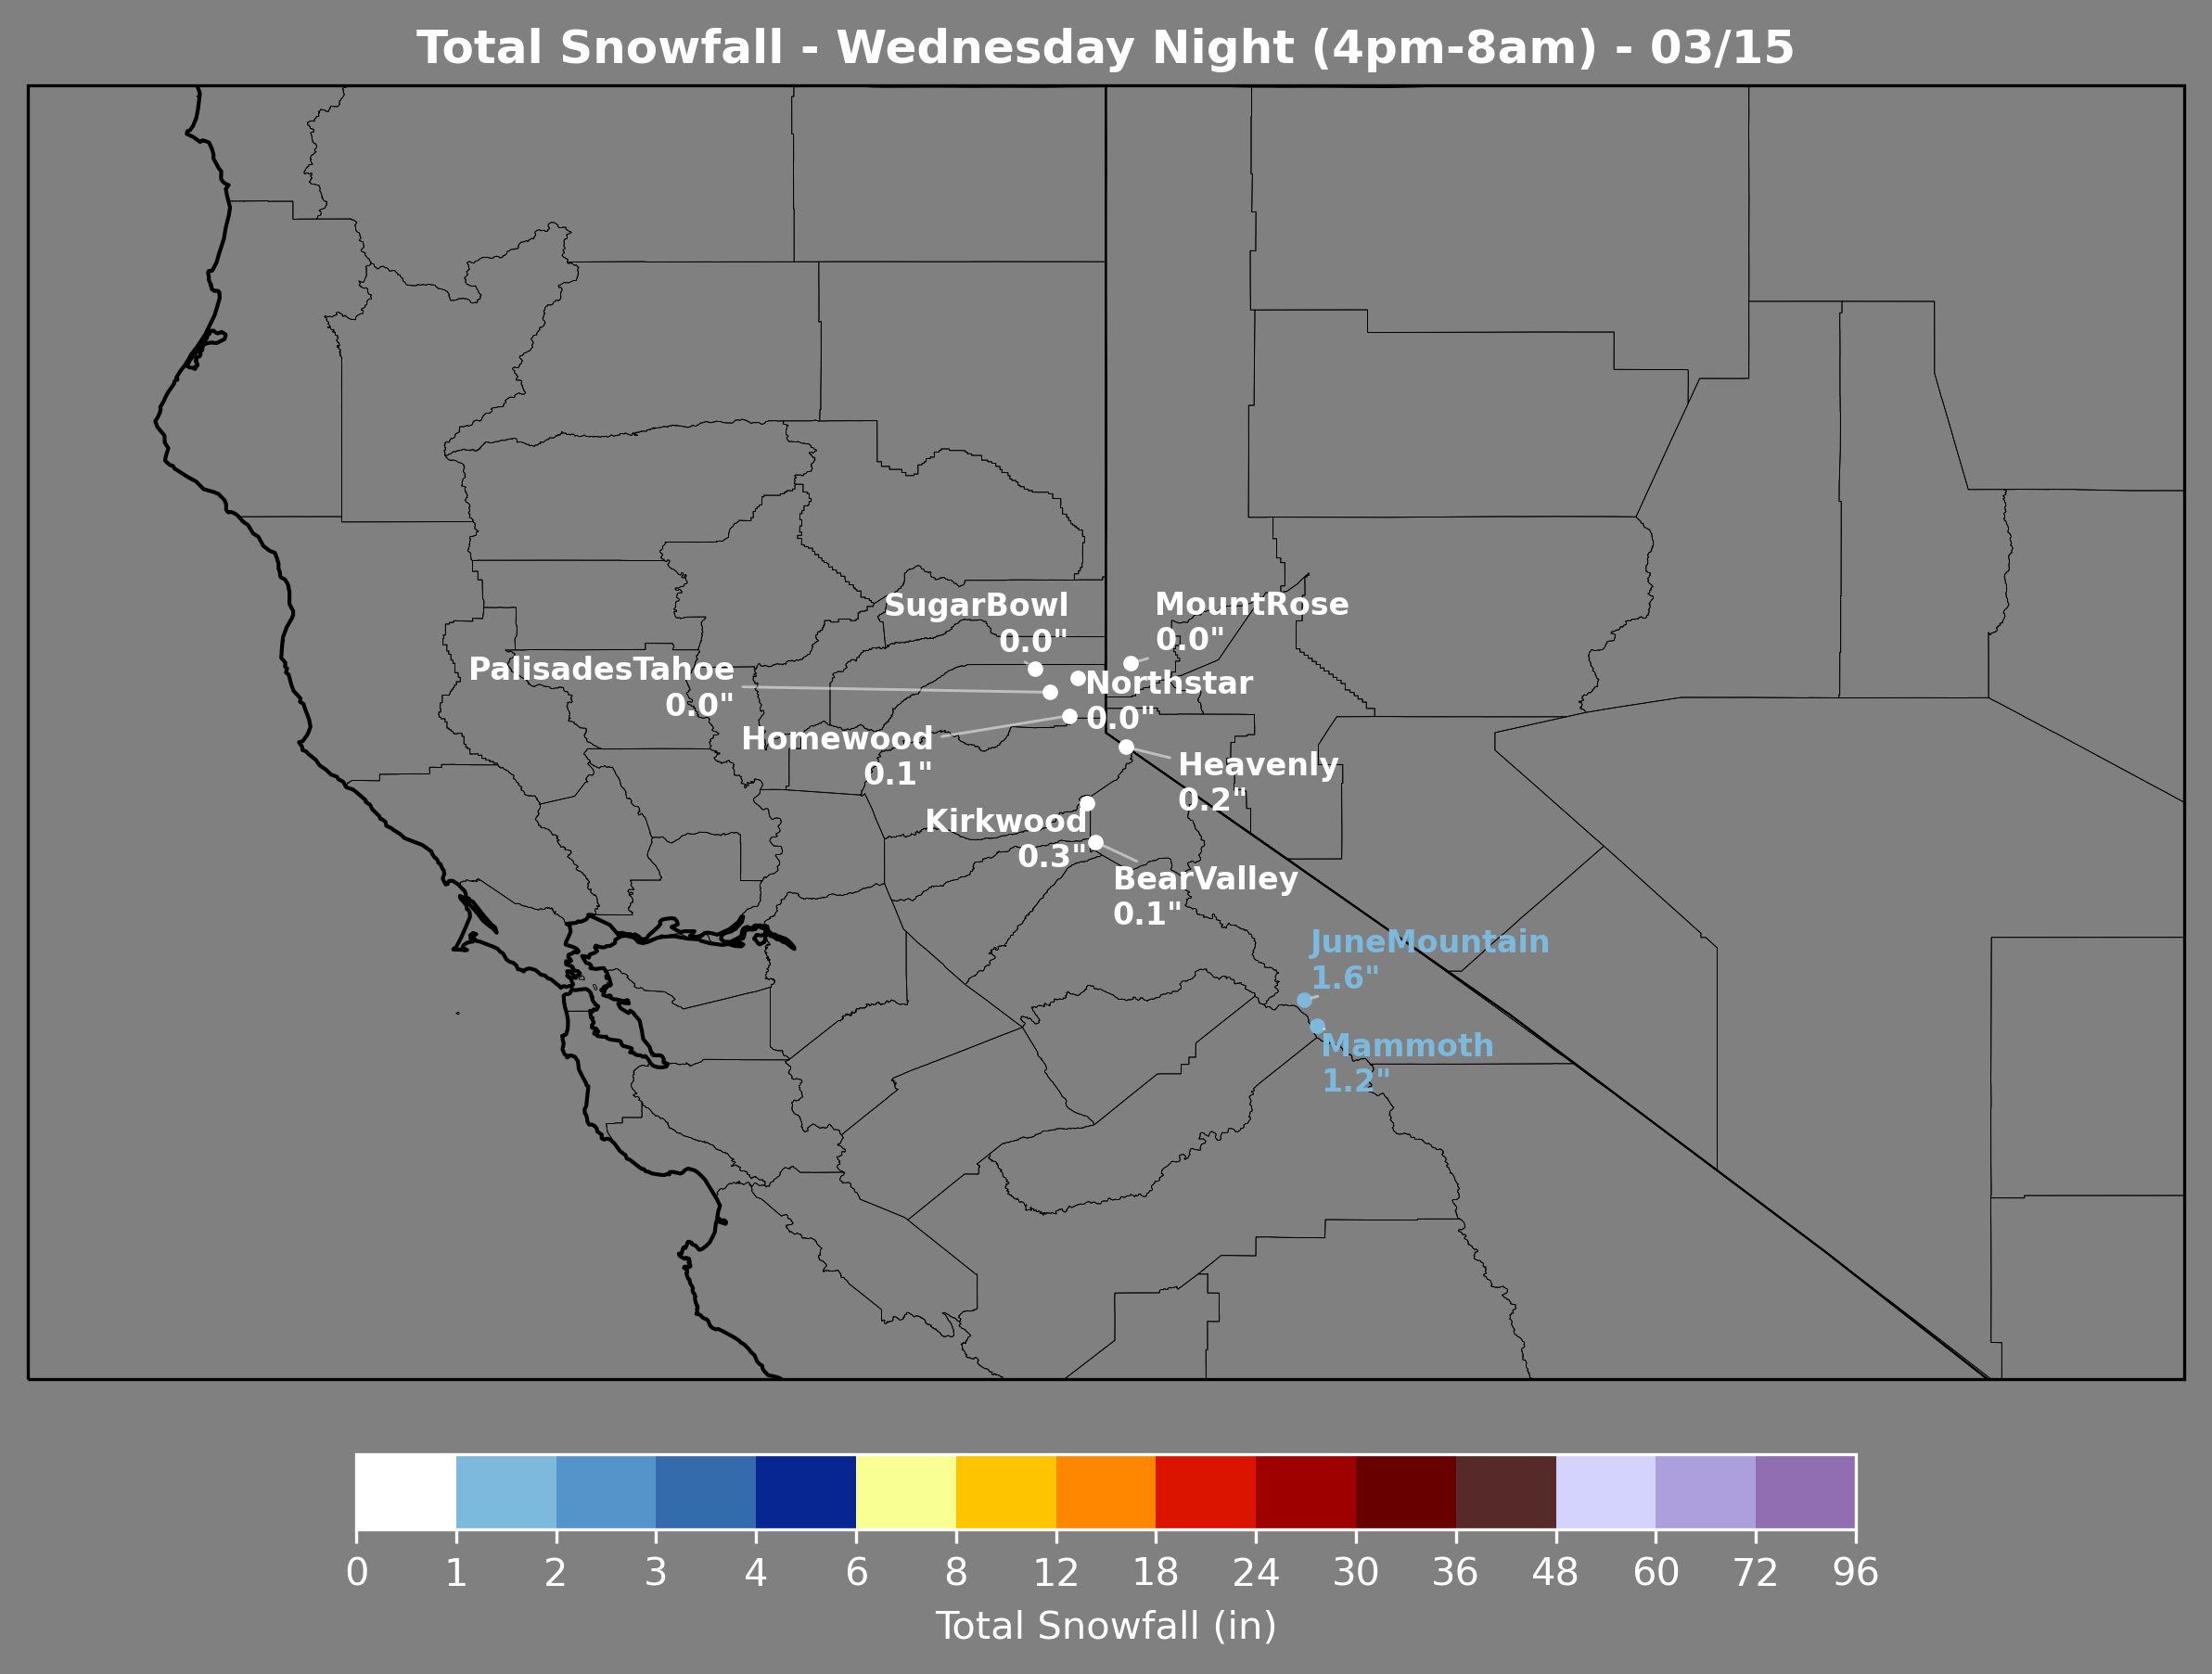 Total Snowfall - Wednesday Night (4pm-8am) - 03/15
SugarBowl
0.0"
MountRose
0.0"
PalisadesTahoe
0.0"
Northstar
0.0"
Homewood
0.1"
Heavenly
0.2"
Kirkwood
0.3"
BearValley
0.1"
JuneMountain
1.6"
Mammoth
1.2"
0 1 2 3 4 6 8 12 18 24 30 36 48 60 72 96
Total Snowfall (in)